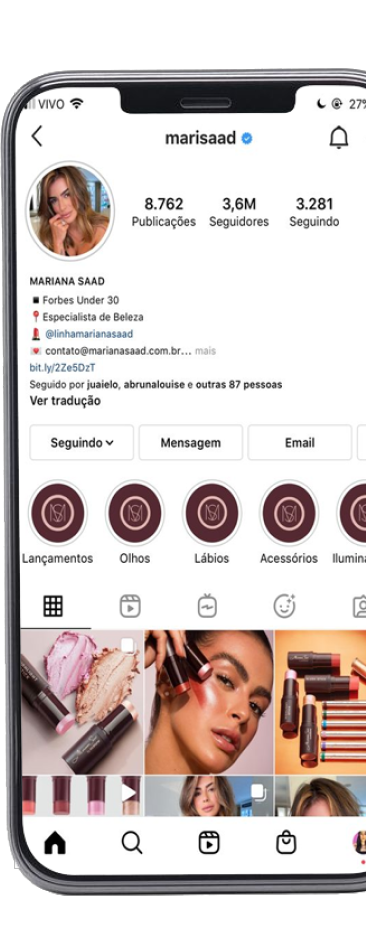 VIVO
27%
marisaad
8.762
3,6M
3.281
Publicações
Seguidores
Seguindo
MARIANA SAAD
Forbes Under 30
Especialista de Beleza
@linhamarianasaad
contato@marianasaad.com.br... mais
bit.ly/2Ze5DzT
Seguido por juaielo, abrunalouise e outras 87 pessoas
Ver tradução
Seguindo
Mensagem
Email
Lançamentos
Olhos
Lábios
Acessórios